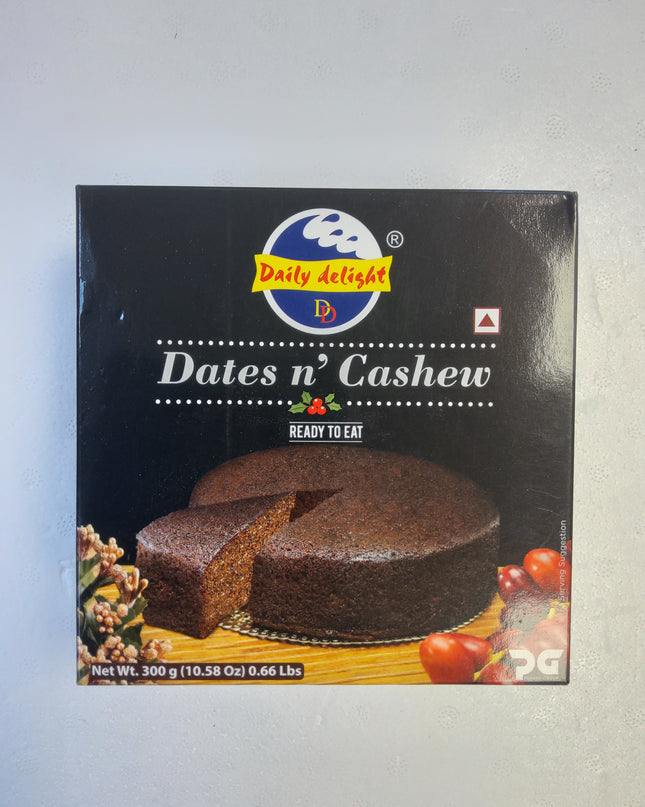 ®
Daily delight
DD
Dates n' Cashew
READY TO EAT
Serving Suggestion
Net Wt. 300 g (10.58 Oz) 0.66 Lbs
PG